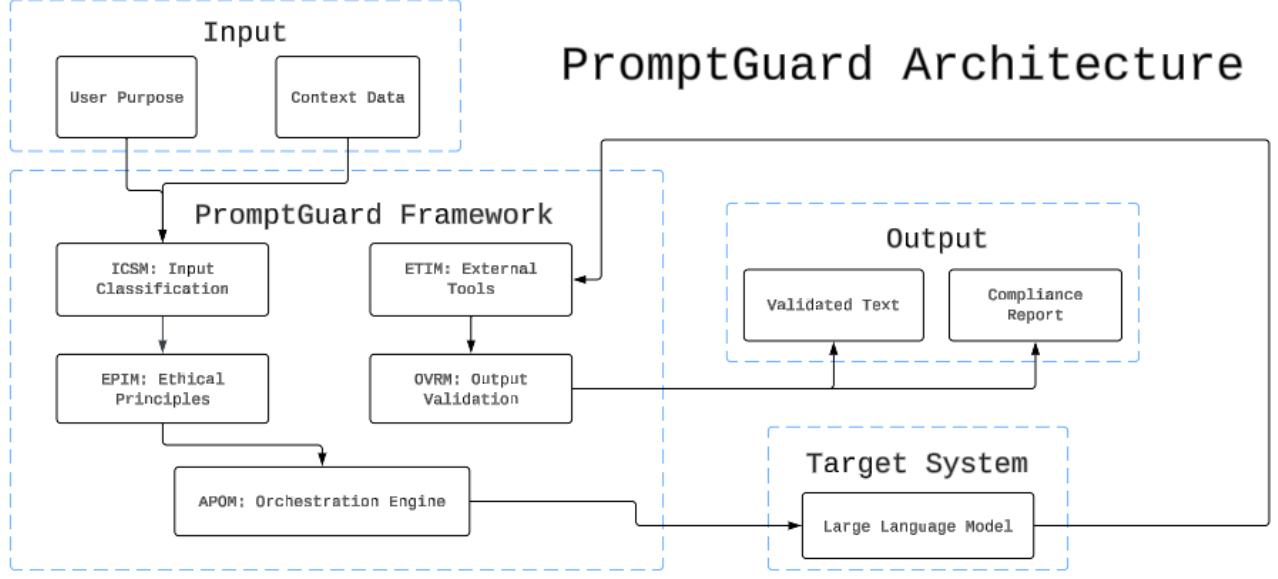 Input
PromptGuard Architecture
User Purpose
Context Data
PromptGuard Framework
ICSM: Input
Classification
ETIM: External
Tools
Output
Validated Text
Compliance
Report
EPIM: Ethical
Principles
OVRM: Output
Validation
APOM: Orchestration Engine
Target System
Large Language Model